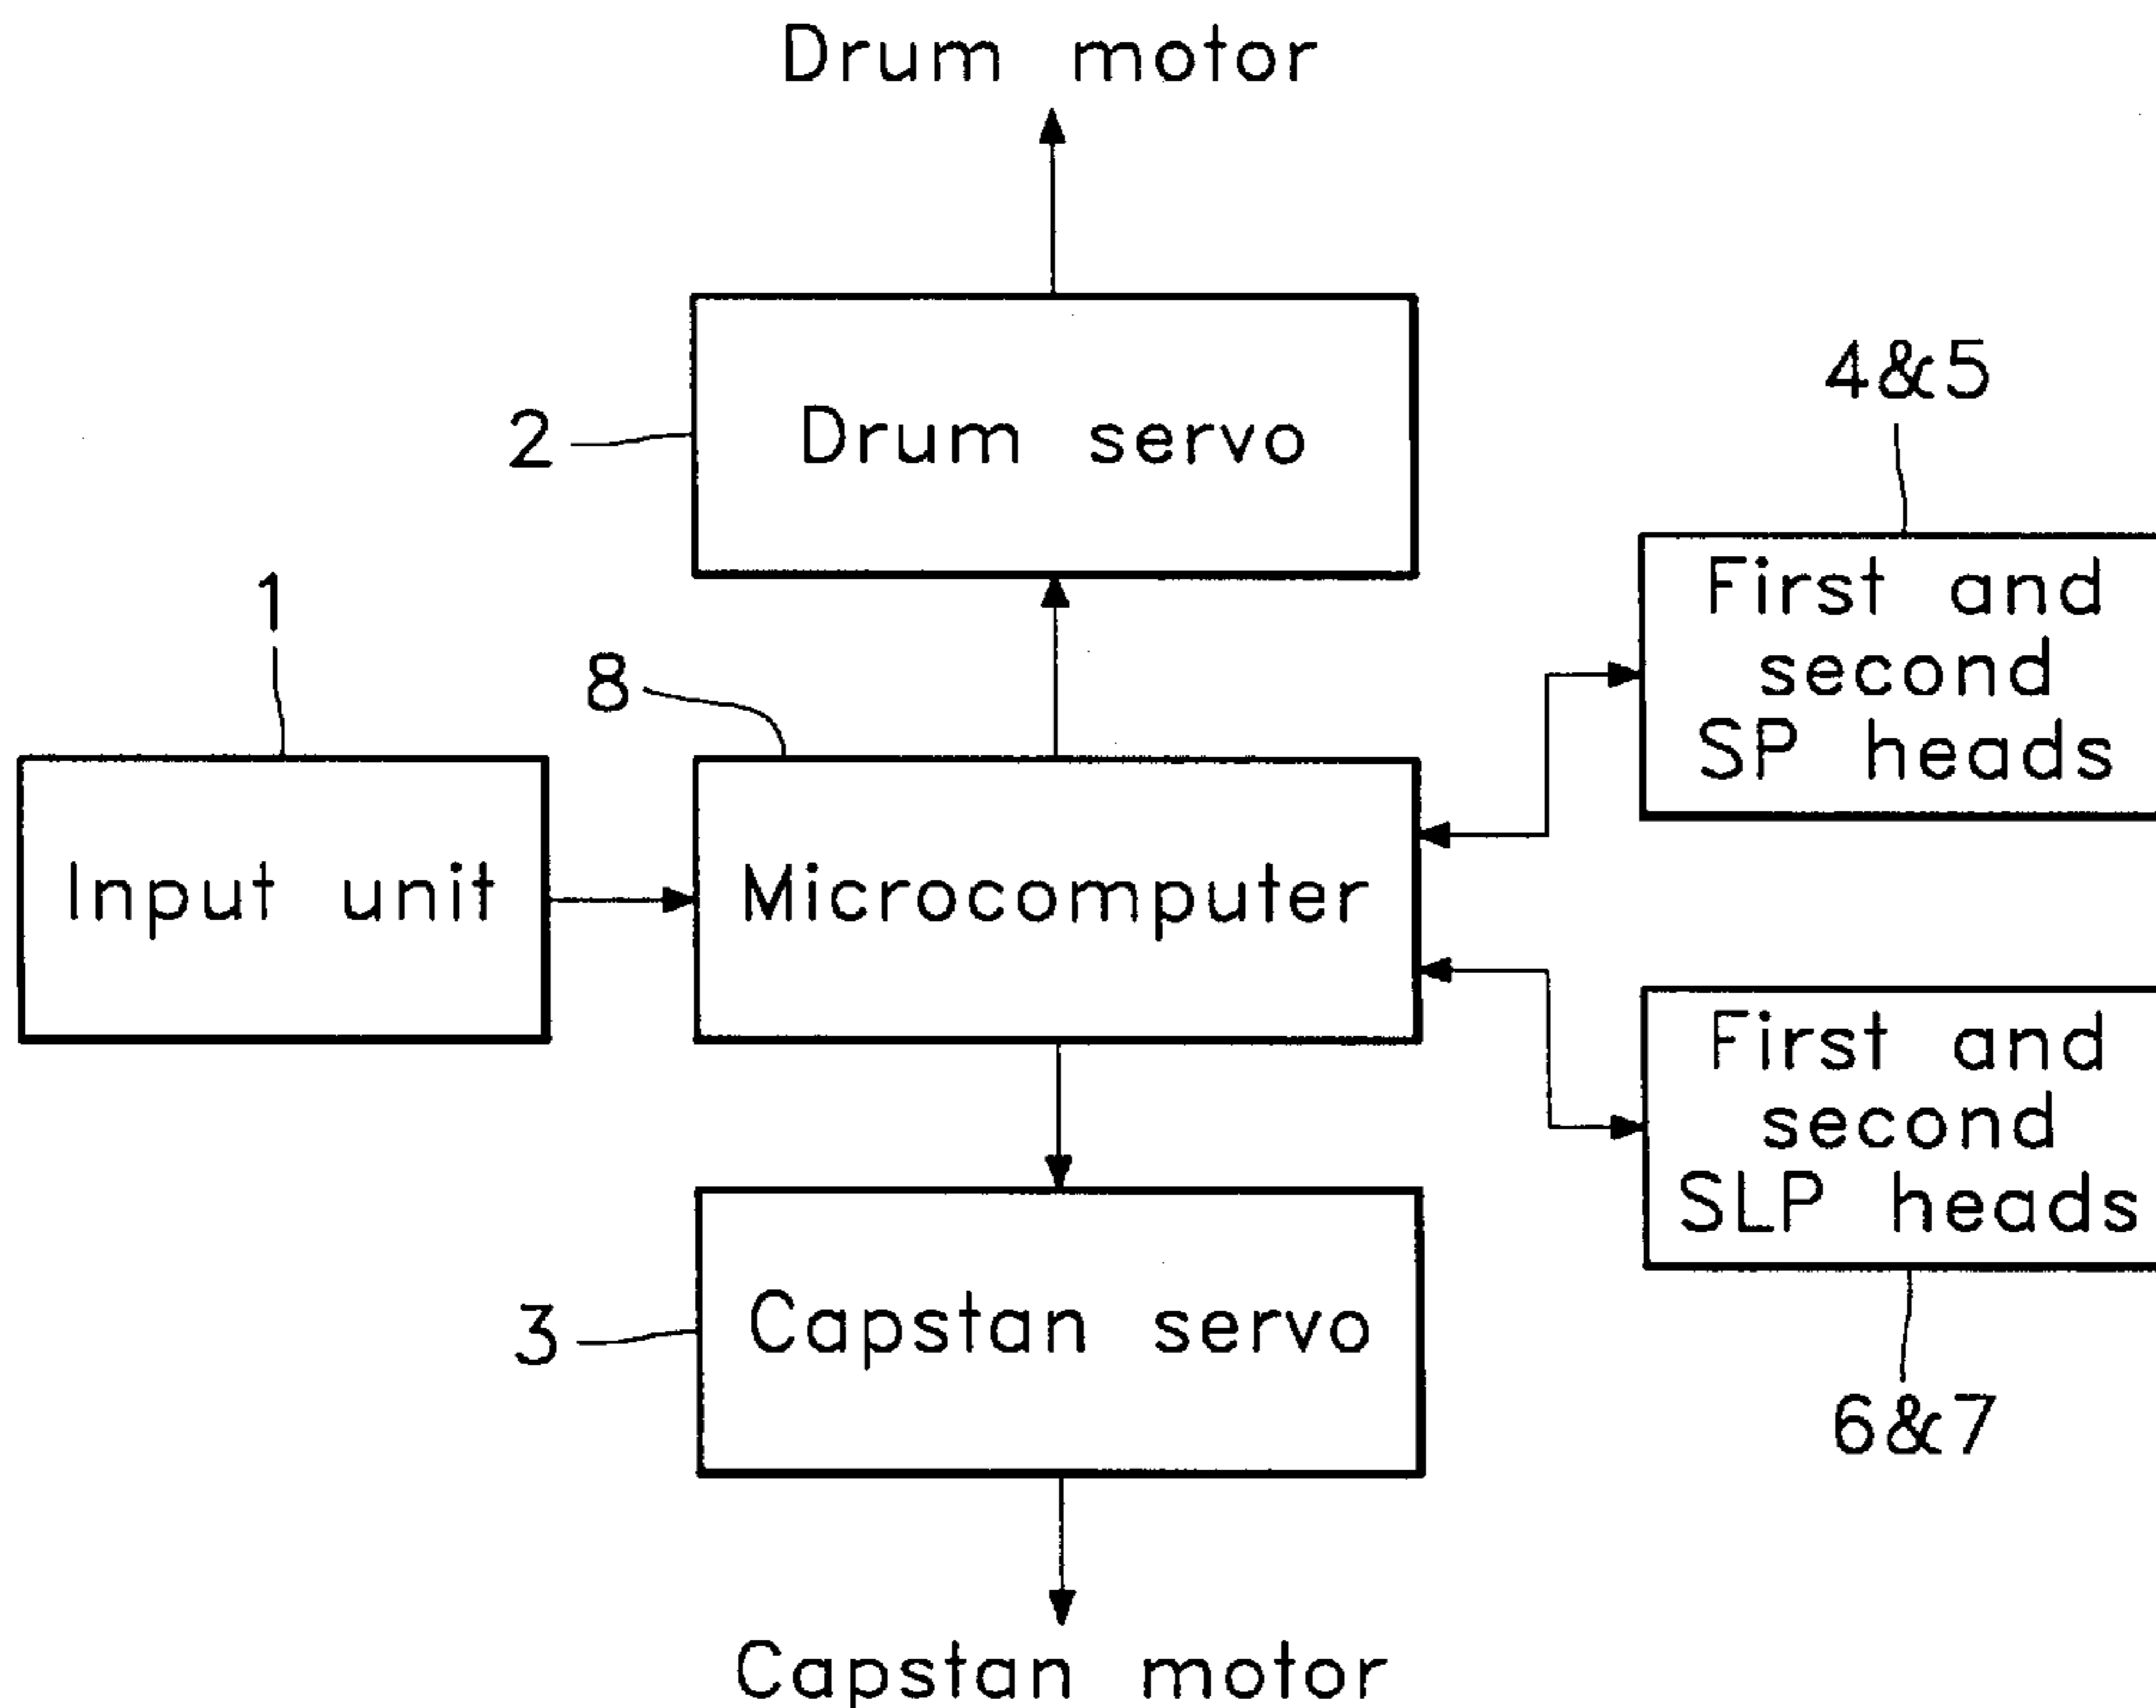 Drum motor
2
Drum servo
4&5
First and
second
SP heads
1
8
Input unit
Microcomputer
First and
second
SLP heads
6&7
3
Capstan servo
Capstan motor